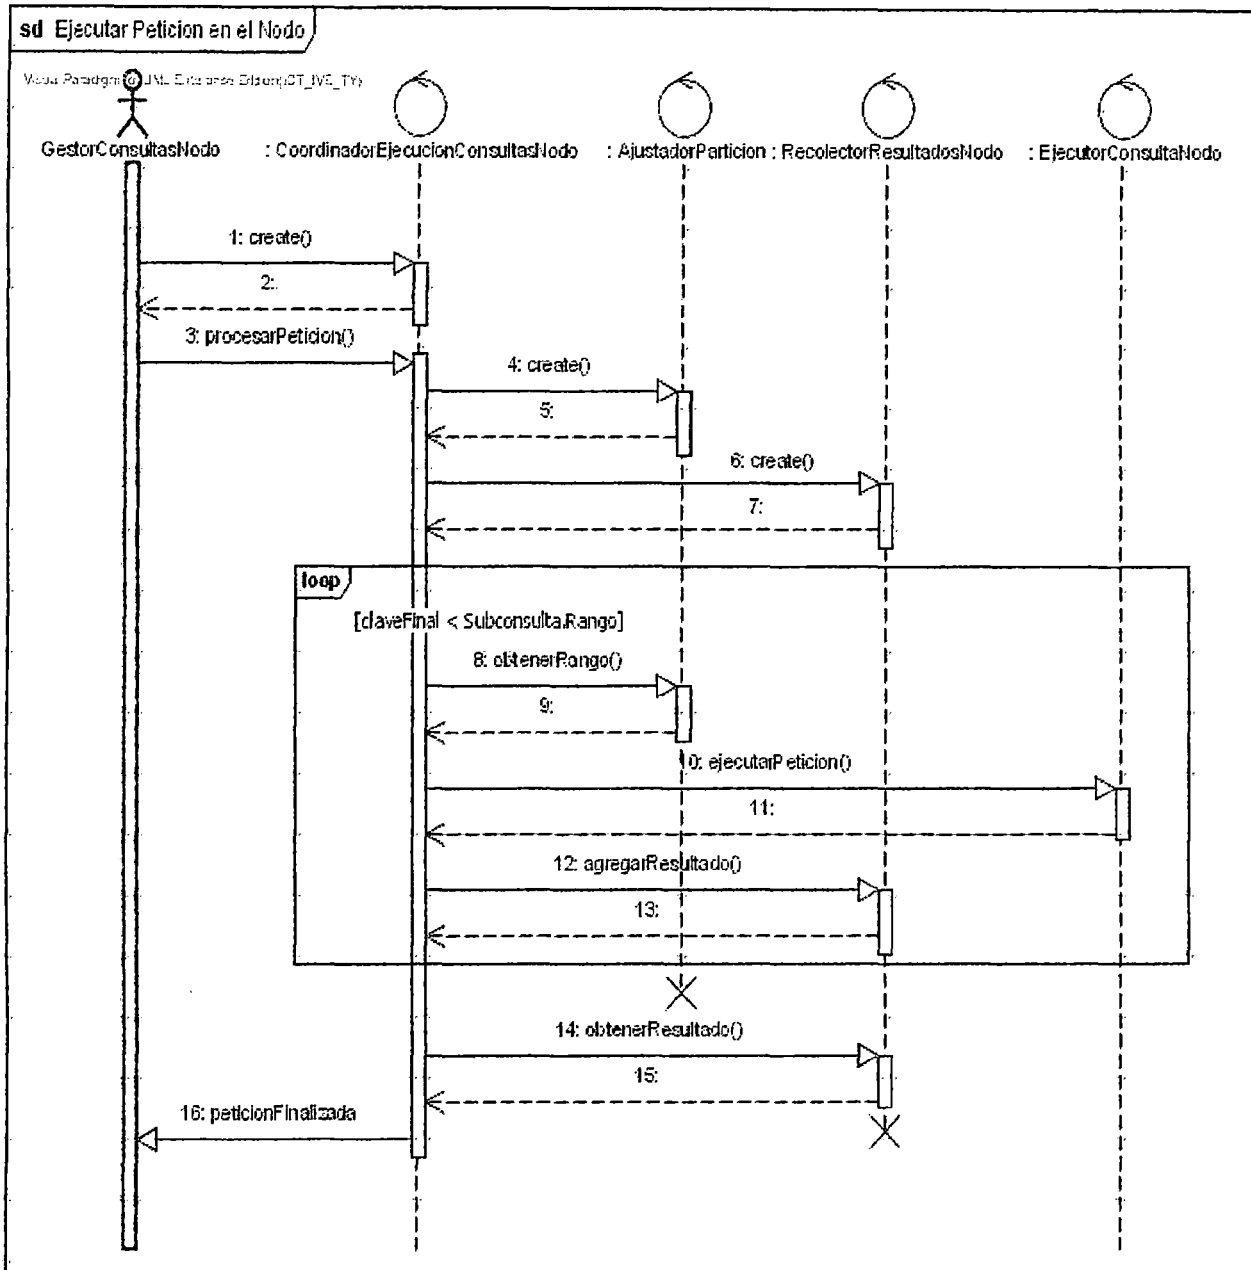 sd Ejecutar Peticion en el Nodo
GestorConsultasNodo
: CoordinadorEjecucionConsultasNodo
: AjustadorParticion
: RecolectorResultadosNodo
: EjecutorConsultaNodo
1: create()
2:
3: procesarPeticion()
4: create()
5:
6: create()
7:
loop
[claveFinal < Subconsulta.Rango]
8: obtenerRango()
9:
10: ejecutarPeticion()
11:
12: agregarResultado()
13:
14: obtenerResultado()
15:
16: peticionFinalizada